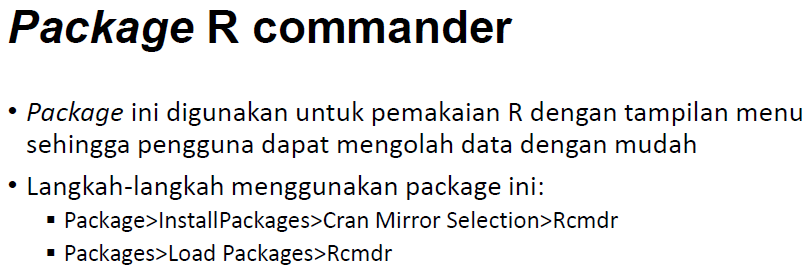 Package R commander
• Package ini digunakan untuk pemakaian R dengan tampilan menu
sehingga pengguna dapat mengolah data dengan mudah
• Langkah-langkah menggunakan package ini:
▪ Package>InstallPackages>Cran Mirror Selection>Rcmdr
▪ Packages>Load Packages>Rcmdr